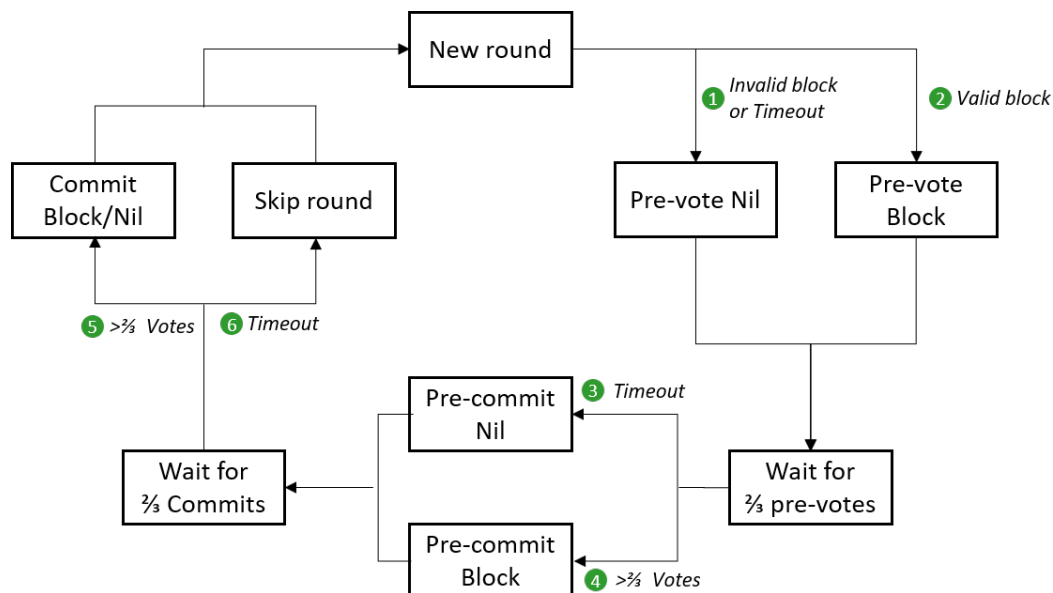 New round
1 Invalid block
or Timeout
2 Valid block
Commit
Block/Nil
Skip round
Pre-vote Nil
Pre-vote
Block
5 >⅔ Votes
6 Timeout
Pre-commit
Nil
3 Timeout
Wait for
⅔ Commits
Wait for
⅔ pre-votes
Pre-commit
Block
4 >⅔ Votes